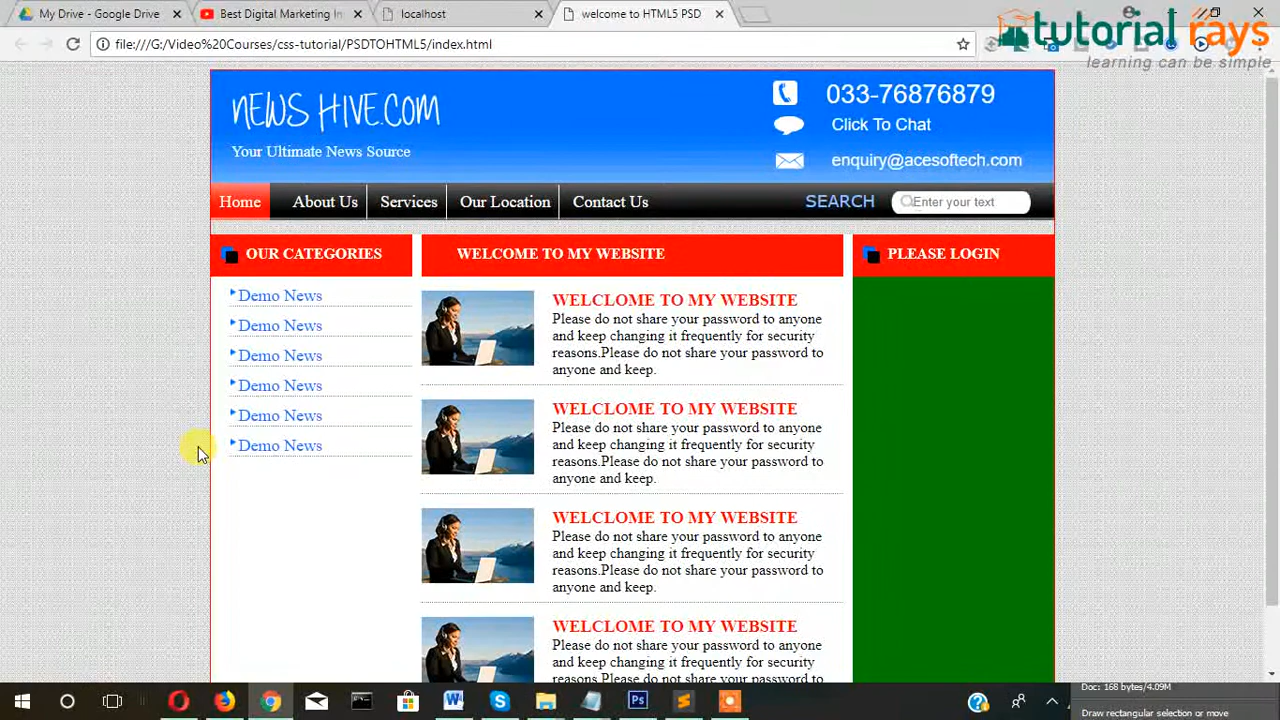 My Drive - Google Drive
Best Digital Marketing In
localhost
welcome to HTML5 PSD
file:///G:/Video%20Courses/css-tutorial/PSDTOHTML5/index.html
tutorial rays
learning can be simple
NEWS HIVE.COM
Your Ultimate News Source
033-76876879
Click To Chat
enquiry@acesoftech.com
Home
About Us
Services
Our Location
Contact Us
SEARCH
Enter your text
OUR CATEGORIES
Demo News
Demo News
Demo News
Demo News
Demo News
Demo News
WELCOME TO MY WEBSITE
WELCLOME TO MY WEBSITE
Please do not share your password to anyone
and keep changing it frequently for security
reasons.Please do not share your password to
anyone and keep.
WELCLOME TO MY WEBSITE
Please do not share your password to anyone
and keep changing it frequently for security
reasons.Please do not share your password to
anyone and keep.
WELCLOME TO MY WEBSITE
Please do not share your password to anyone
and keep changing it frequently for security
reasons.Please do not share your password to
anyone and keep.
WELCLOME TO MY WEBSITE
Please do not share your password to anyone
and keep changing it frequently for security
reasons.Please do not share your password to
PLEASE LOGIN
Doc: 168 bytes/4.09M
Draw rectangular selection or move